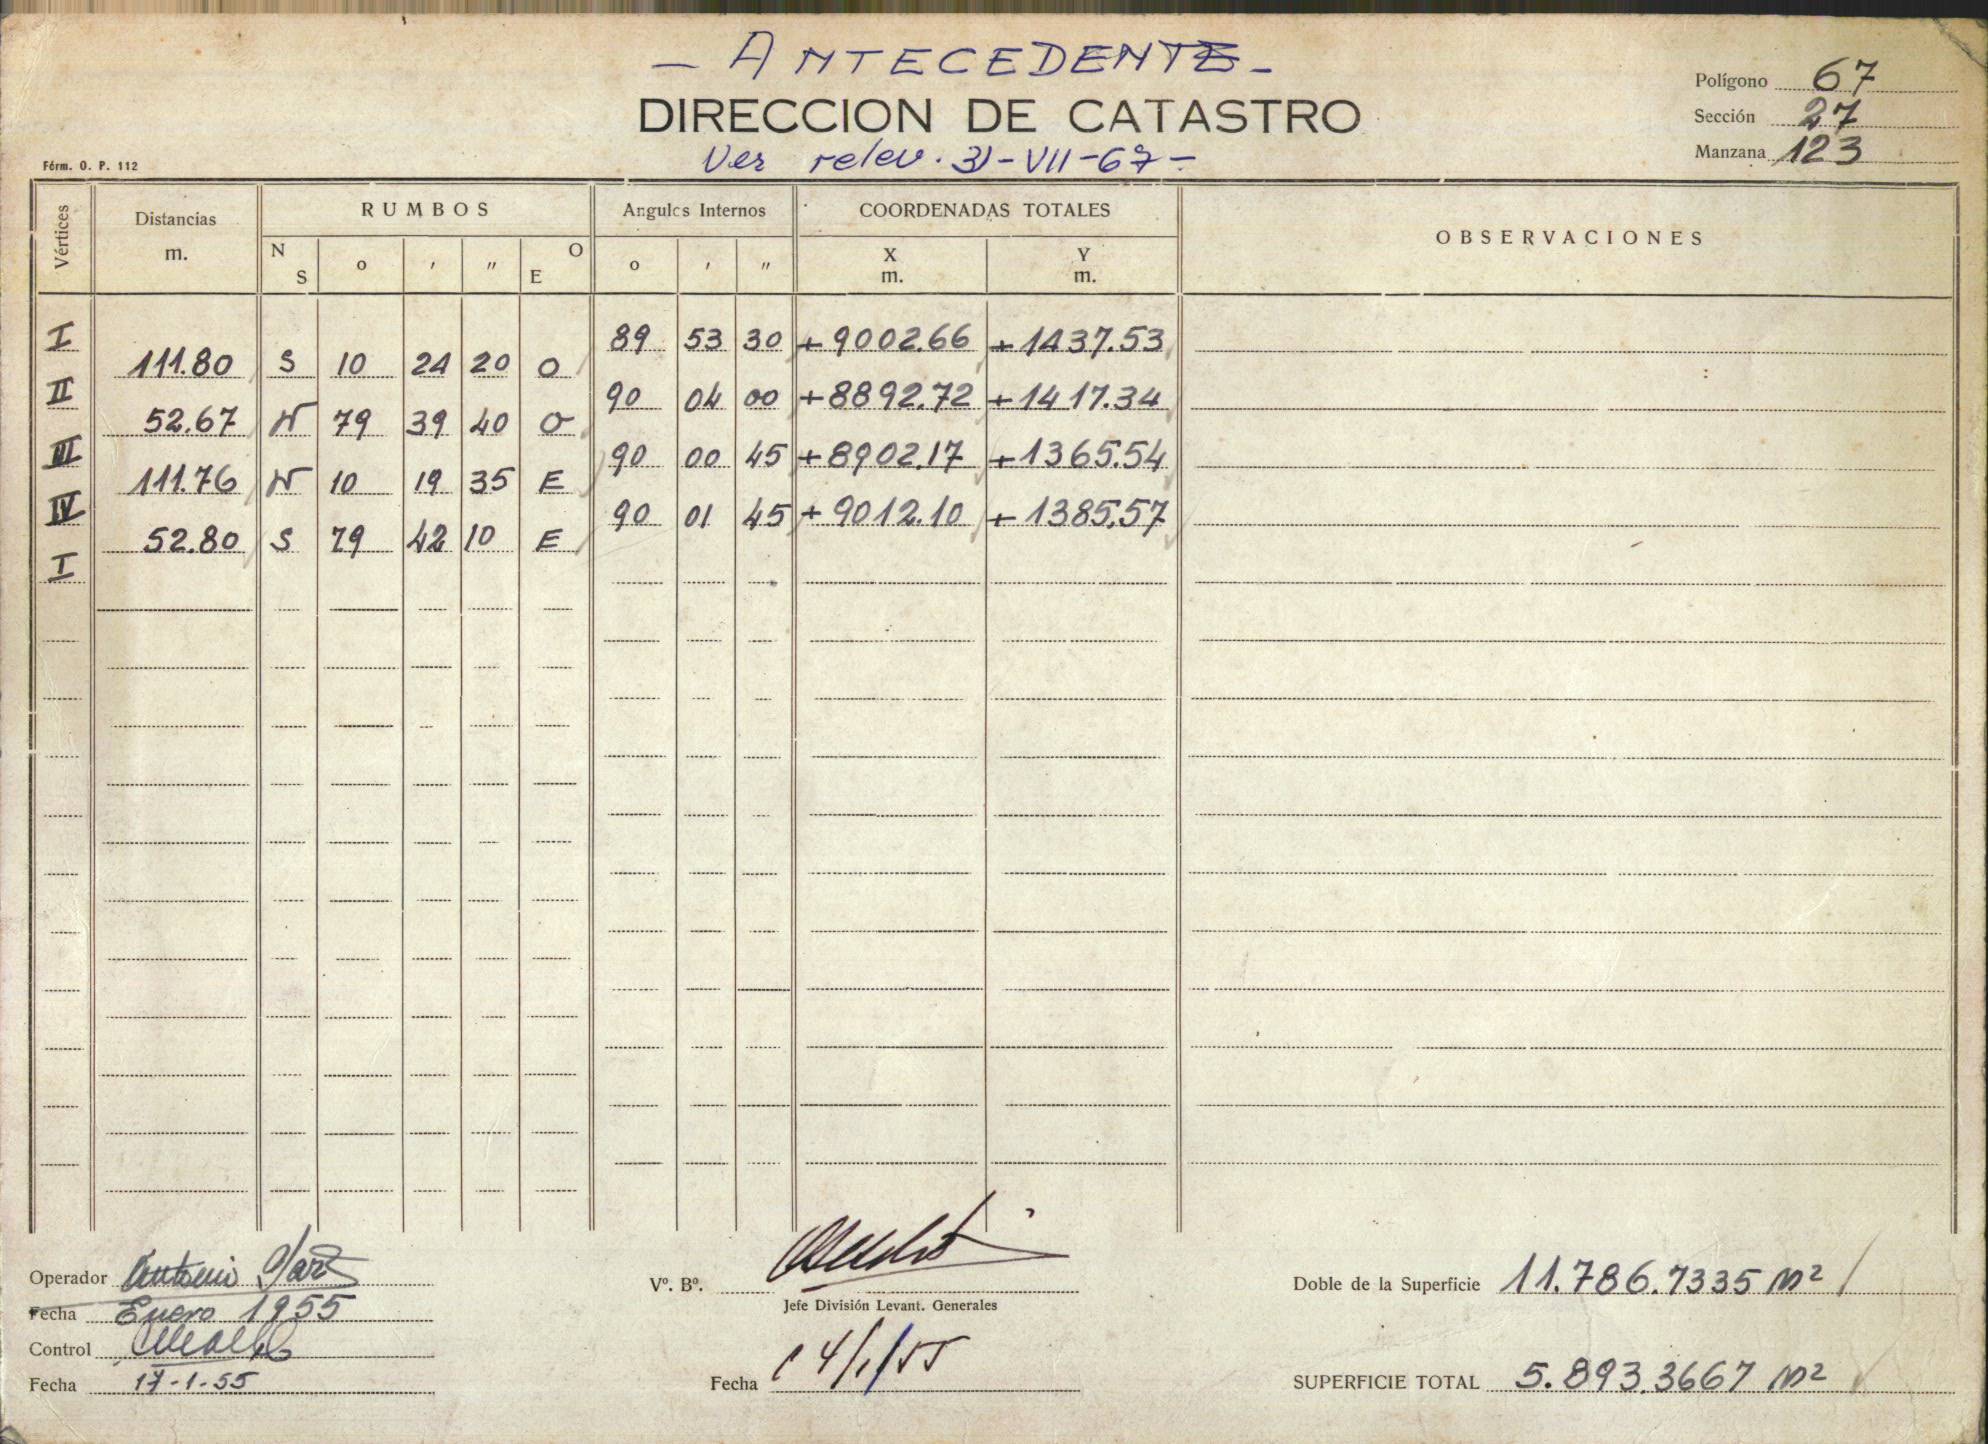 - ANTECEDENTE -
DIRECCION DE CATASTRO
Ver relev. 31-VII-67-
Polígono 67
Sección 27
Manzana 123
Fórm. O. P. 112
Vértices Distancias m. RUMBOS Angulos Internos COORDENADAS TOTALES OBSERVACIONES
N S o ' " O E o ' " X m. Y m.
I 89 53 30 +9002.66 +1437.53
111.80 S 10 24 20 O
II 90 04 00 +8892.72 +1417.34
52.67 N 79 39 40 O
III 90 00 45 +8902.17 +1365.54
111.76 N 10 19 35 E
IV 90 01 45 +9012.10 +1385.57
52.80 S 79 42 10 E
I
Operador Antonio
Fecha Enero 1955
Control
Fecha 17-1-55
Vº. Bº.
Jefe División Levant. Generales
Fecha
Doble de la Superficie 11.786.7335 m2
SUPERFICIE TOTAL 5.893.3667 m2